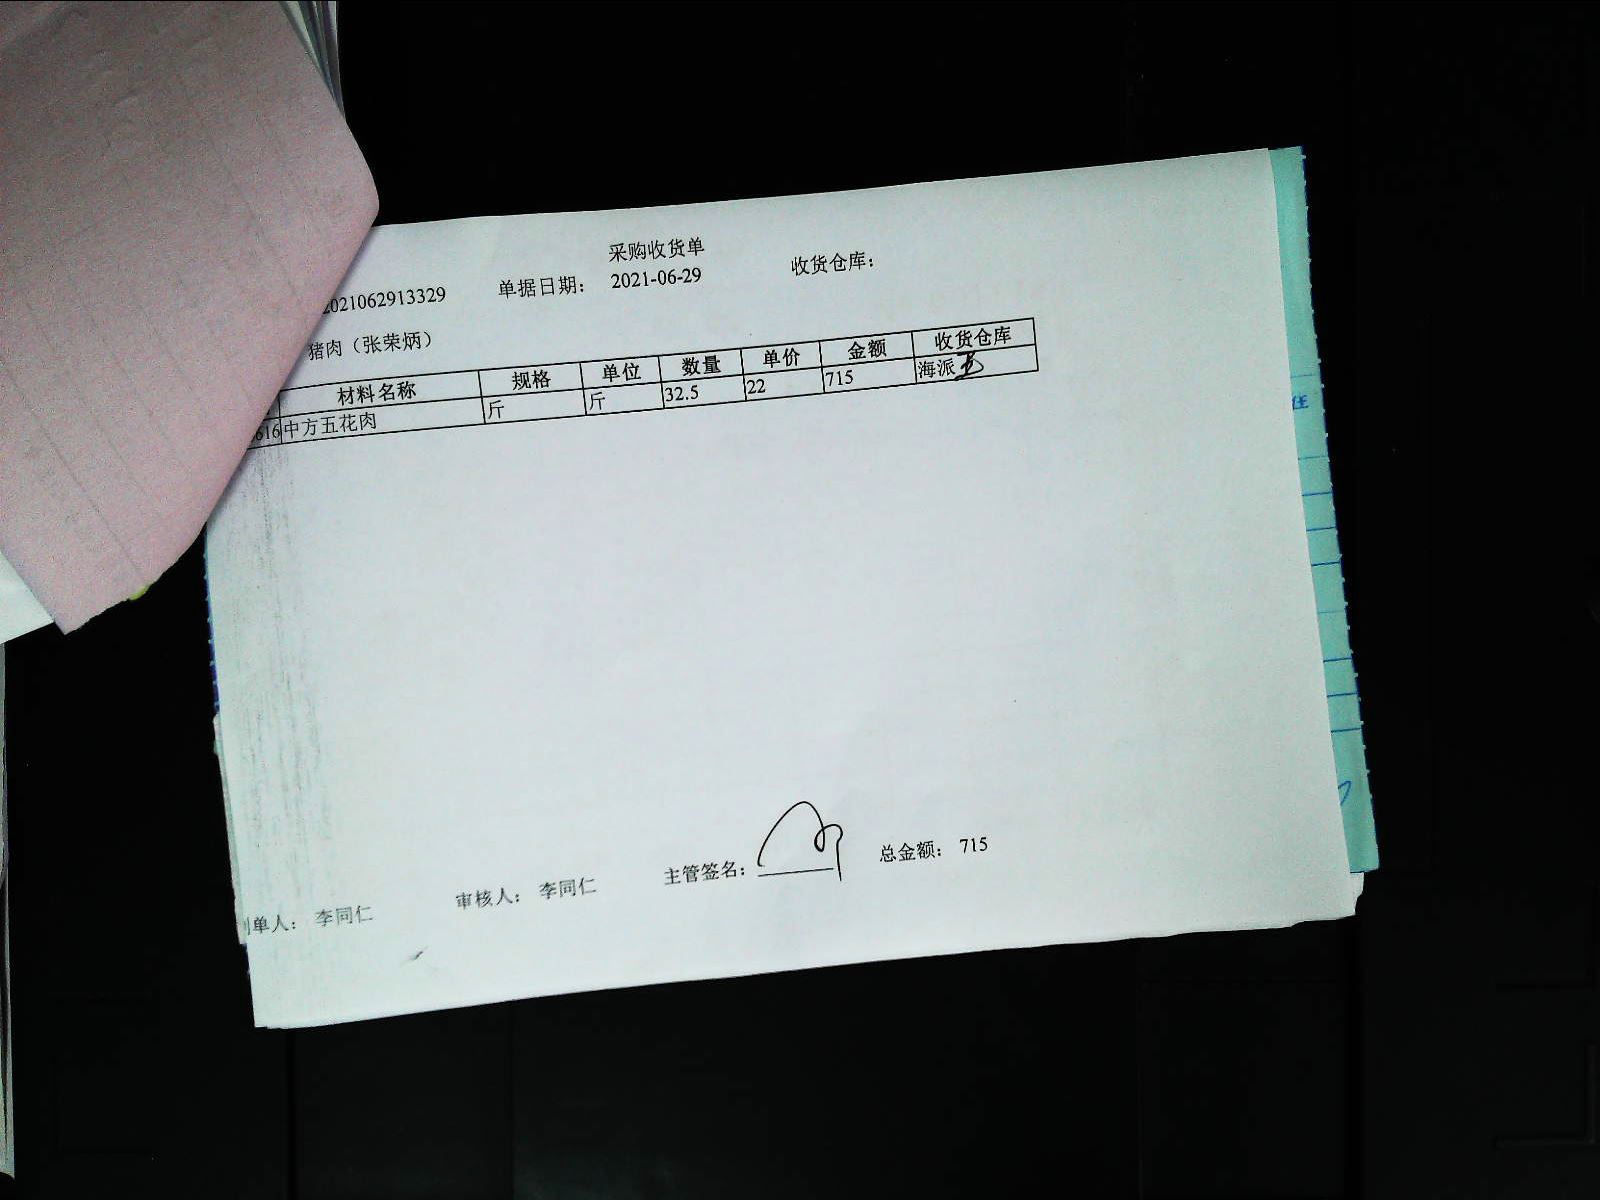 采购收货单
2021062913329 单据日期： 2021-06-29 收货仓库：
猪肉（张荣炳）
材料名称 规格 单位 数量 单价 金额 收货仓库
616 中方五花肉 斤 斤 32.5 22 715 海派
单人： 李同仁 审核人： 李同仁 主管签名： 总金额： 715